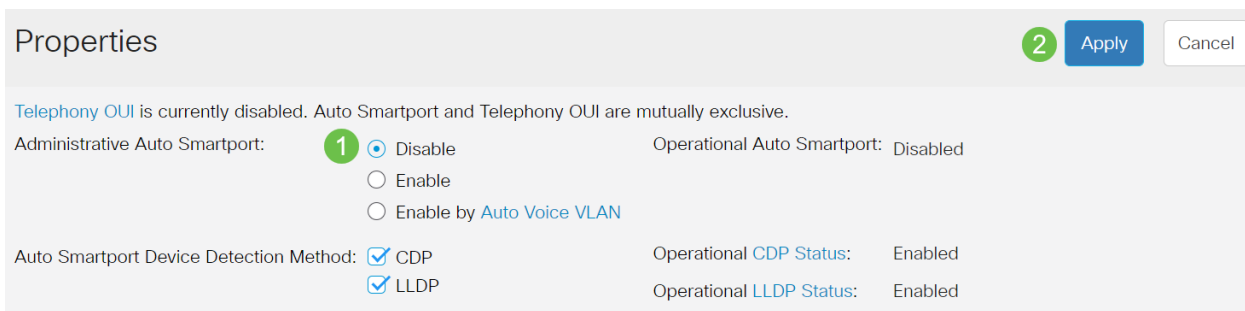 Properties
2 Apply Cancel
Telephony OUI is currently disabled. Auto Smartport and Telephony OUI are mutually exclusive.
Administrative Auto Smartport: 1 Disable Operational Auto Smartport: Disabled
Enable
Enable by Auto Voice VLAN
Auto Smartport Device Detection Method: CDP Operational CDP Status: Enabled
LLDP Operational LLDP Status: Enabled